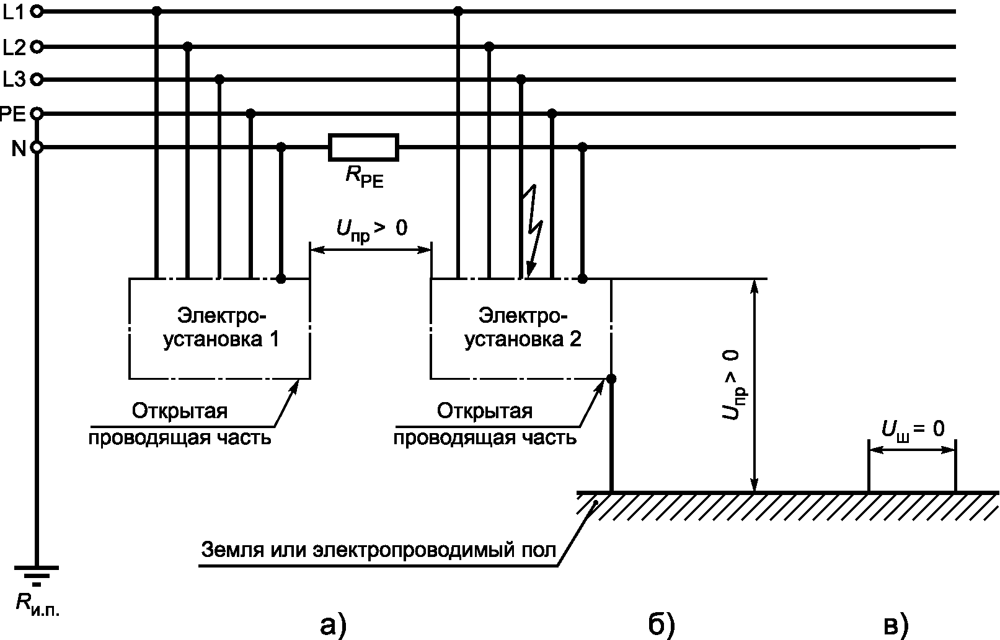 L1
L2
L3
PE
N
RPE
Uпр > 0
Электро-
установка 1
Электро-
установка 2
Uпр > 0
Открытая
проводящая часть
Открытая
проводящая часть
Uш = 0
Земля или электропроводимый пол
Rи.п.
а)
б)
в)